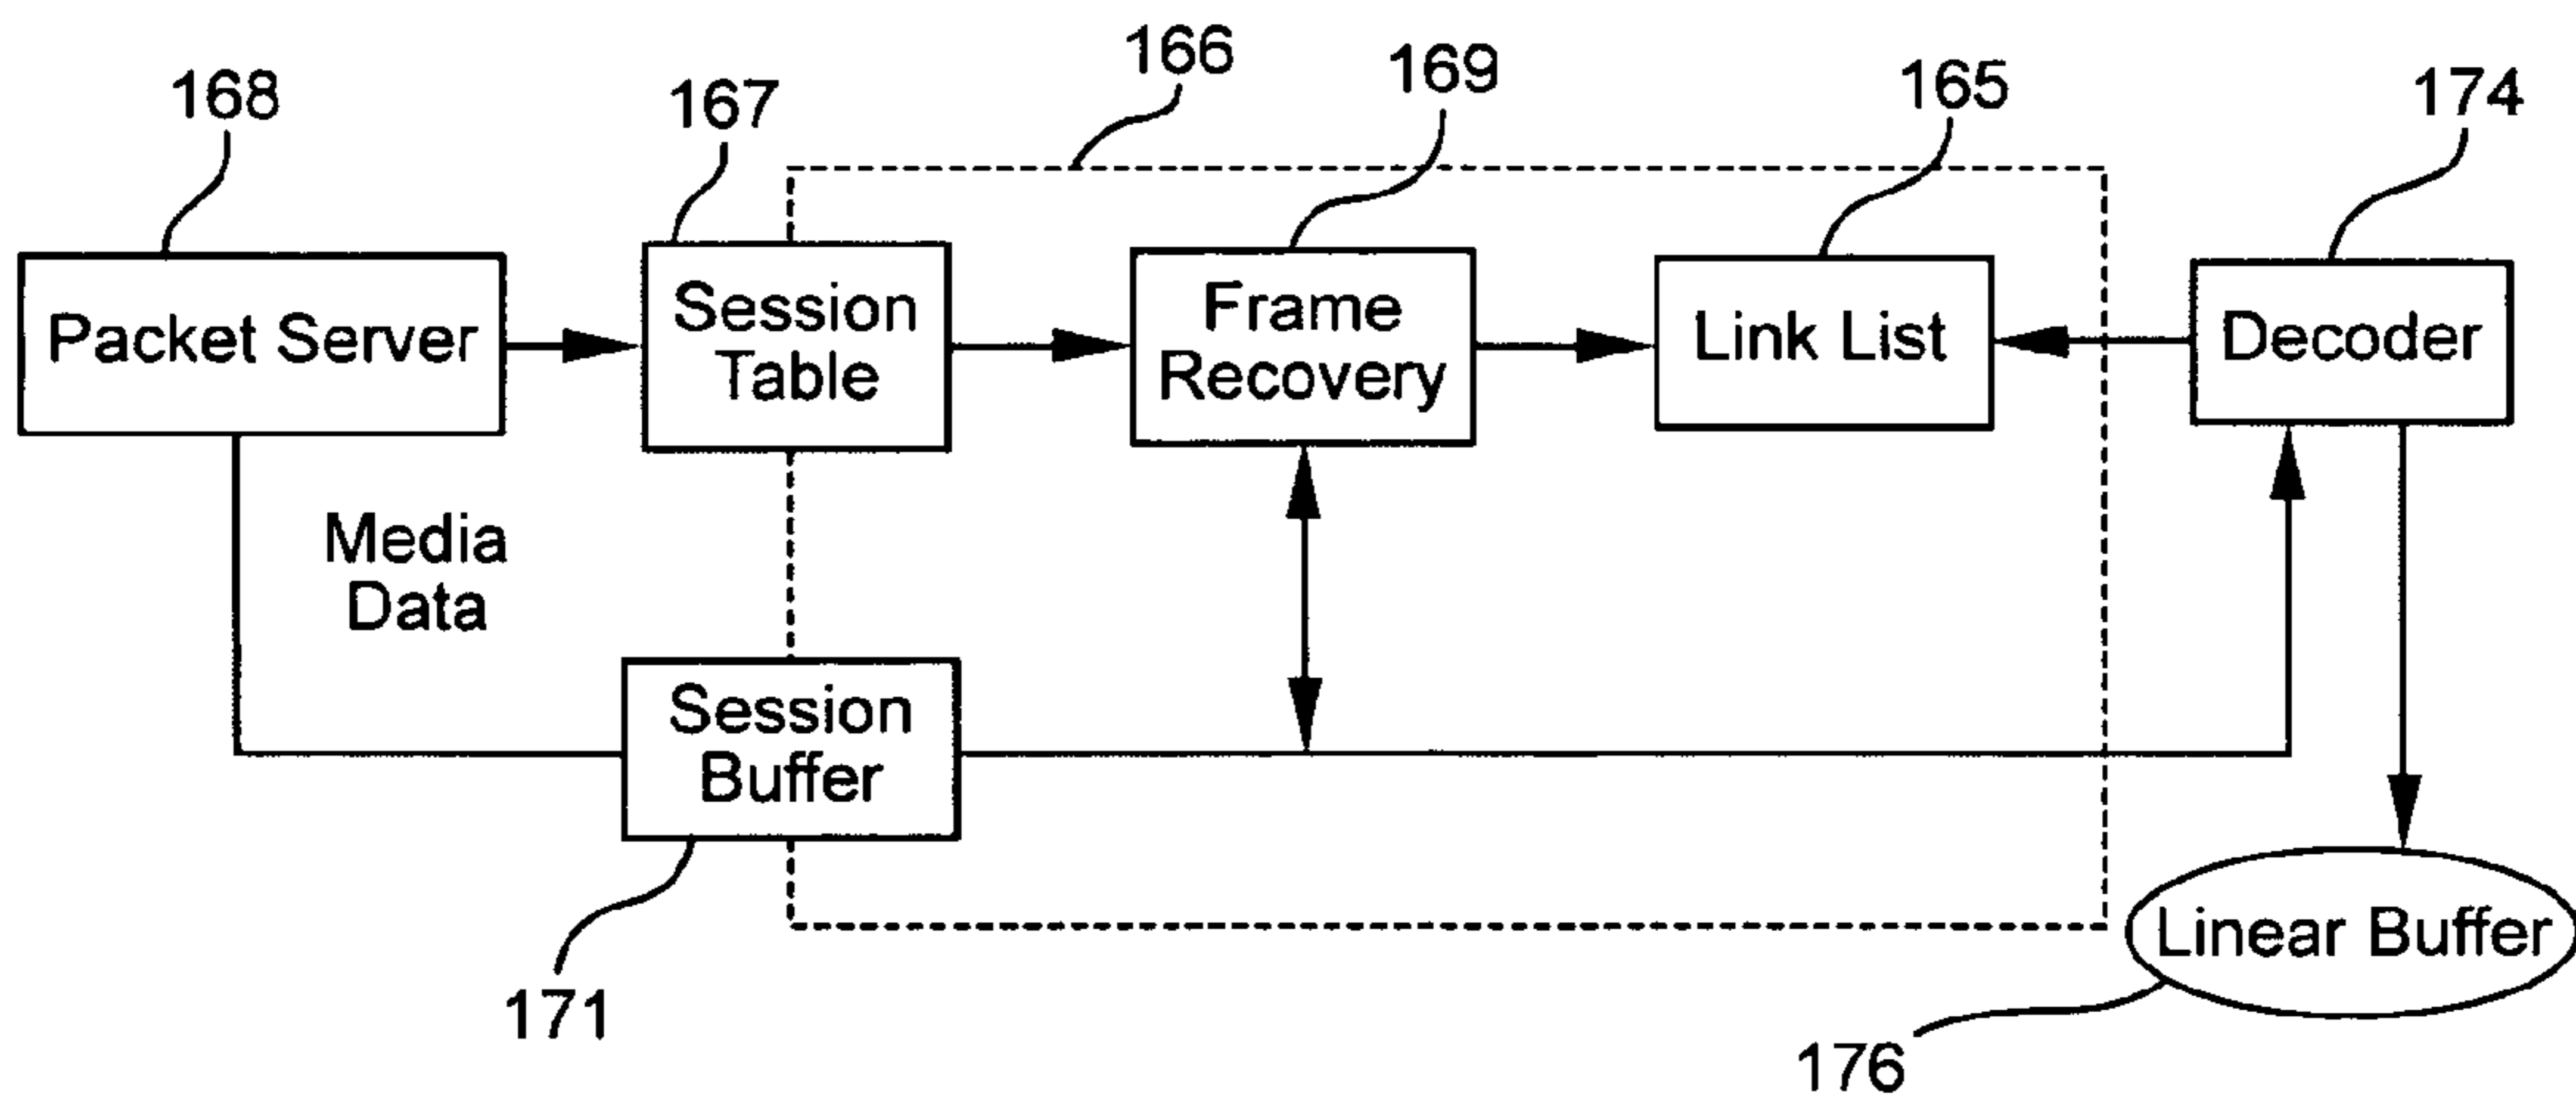 166
169
168
167
165
174
Packet Server
Session
Table
Frame
Recovery
Link List
Decoder
Media
Data
Session
Buffer
Linear Buffer
171
176